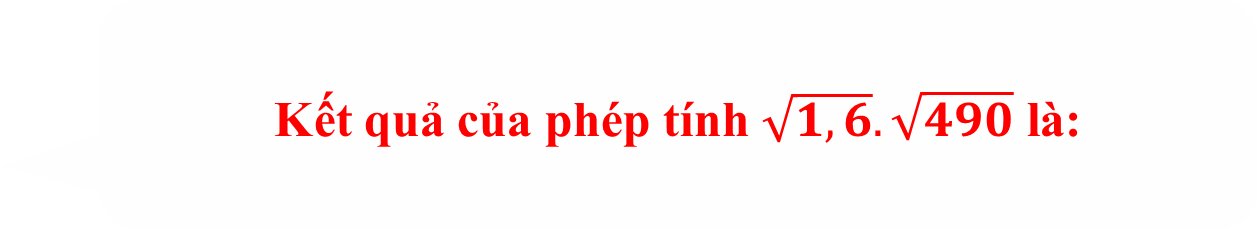 Kết quả của phép tính √1,6.√490 là: